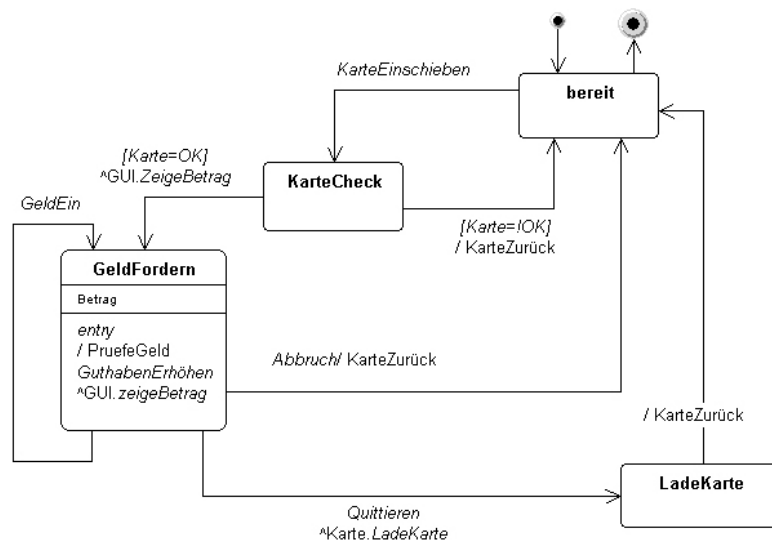 KarteEinschieben
bereit
[Karte=OK]
^GUI.ZeigeBetrag
KarteCheck
GeldEin
[Karte=!OK]
/ KarteZurück
GeldFordern
Betrag
entry
/ PruefeGeld
GuthabenErhöhen
^GUI.zeigeBetrag
Abbruch/ KarteZurück
/ KarteZurück
LadeKarte
Quittieren
^Karte.LadeKarte